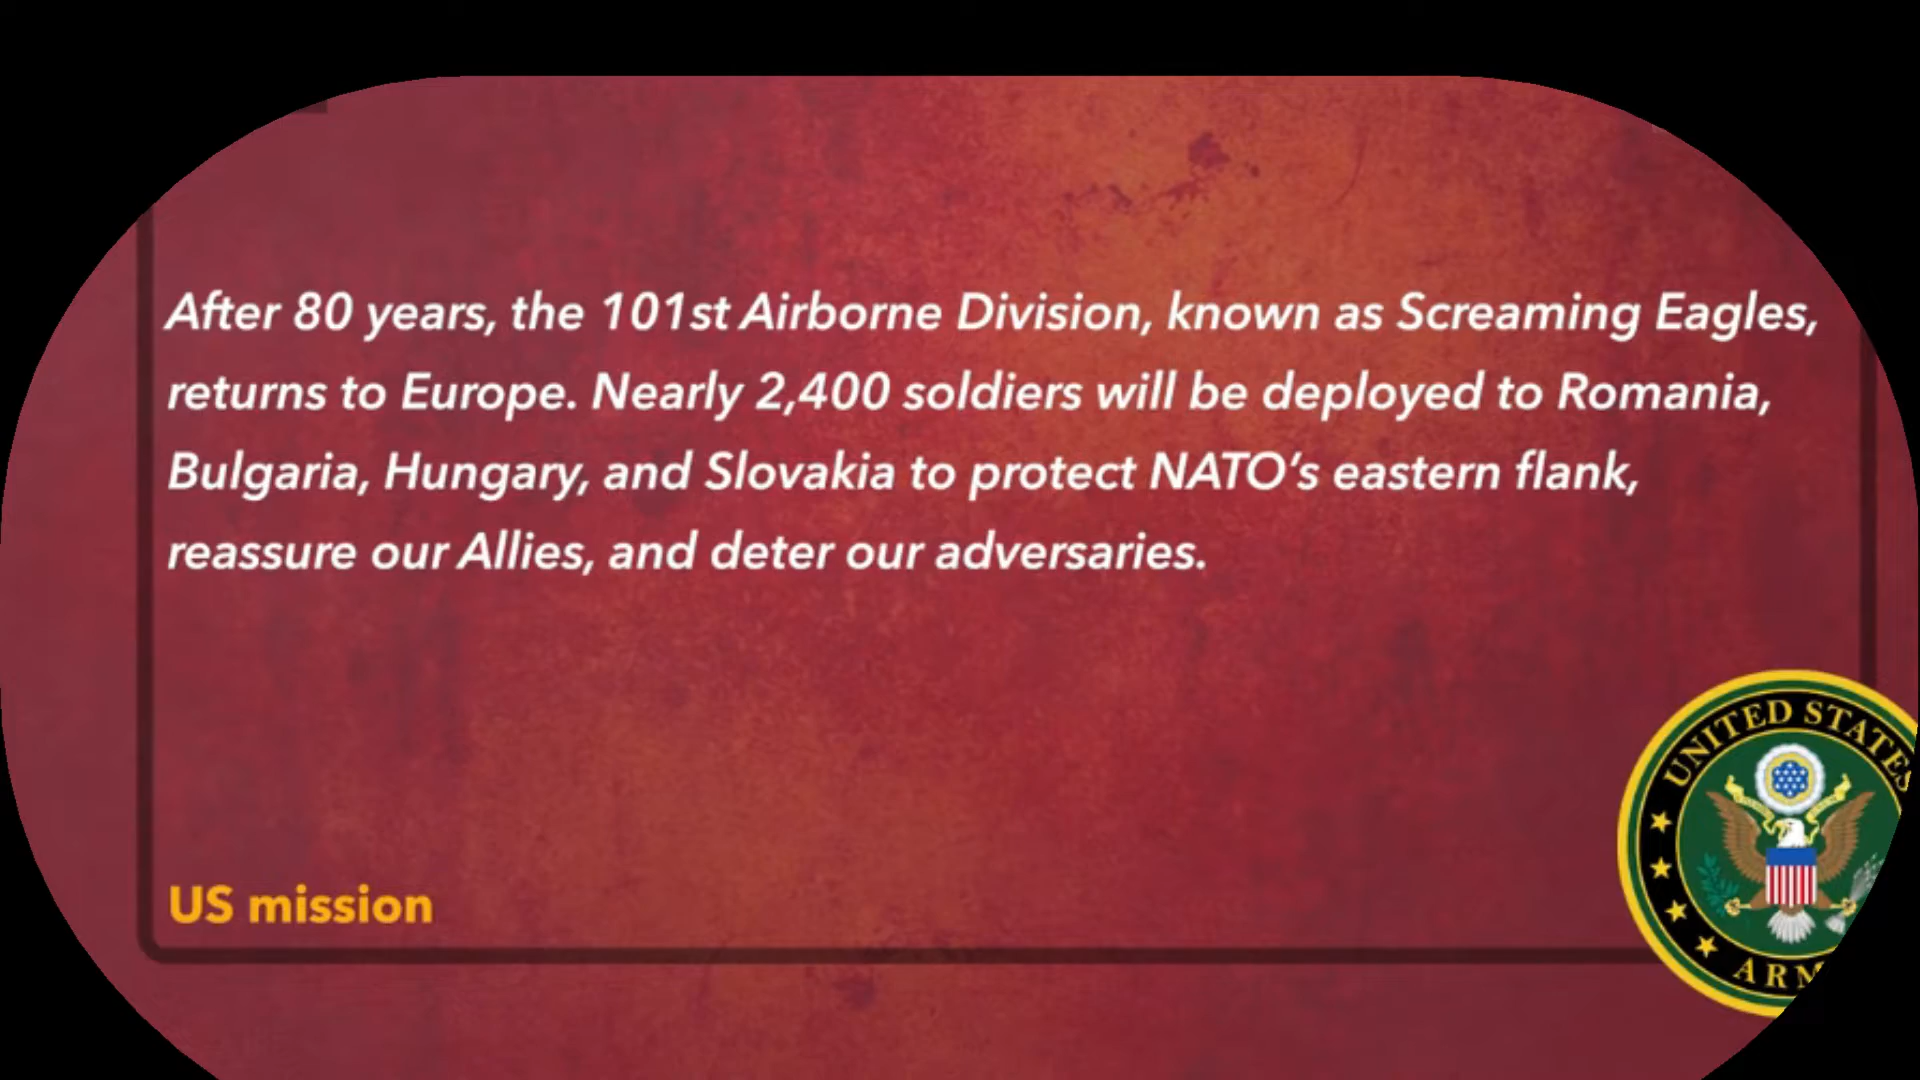 After 80 years, the 101st Airborne Division, known as Screaming Eagles,
returns to Europe. Nearly 2,400 soldiers will be deployed to Romania,
Bulgaria, Hungary, and Slovakia to protect NATO’s eastern flank,
reassure our Allies, and deter our adversaries.
US mission
UNITED STATES
ARM